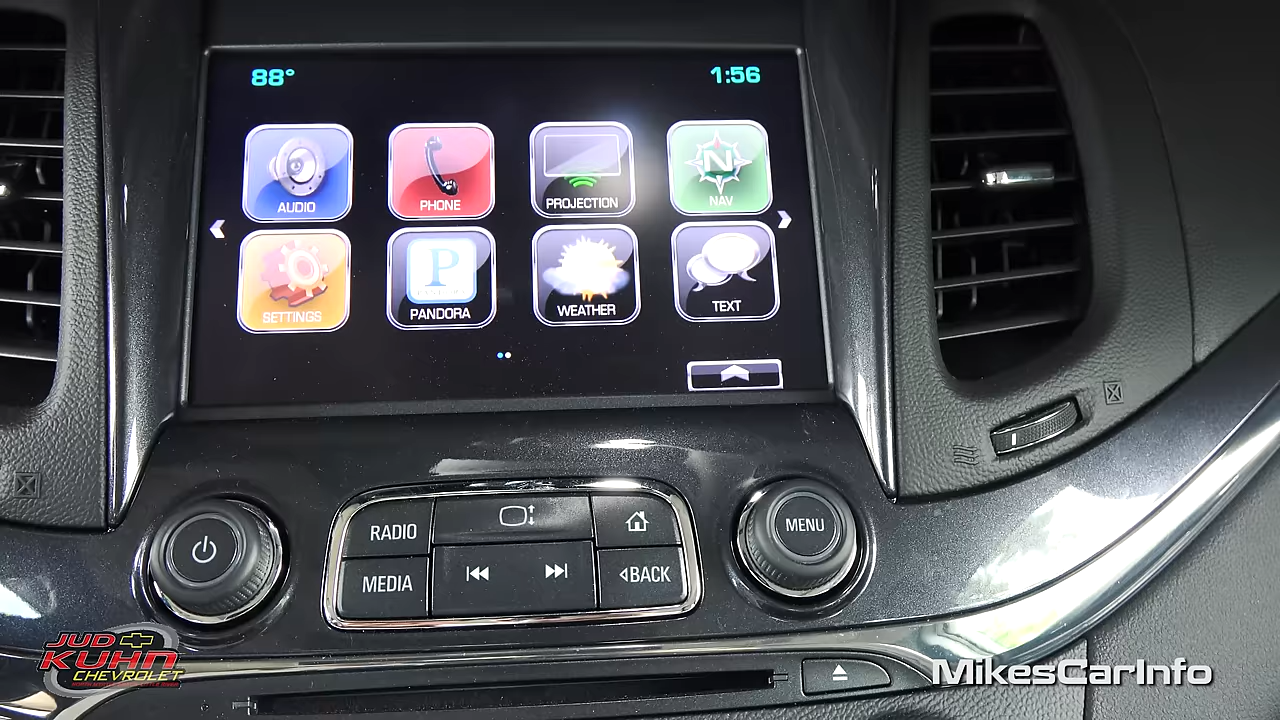 88°
1:56
AUDIO
PHONE
PROJECTION
NAV
N
SETTINGS
PANDORA
P
WEATHER
TEXT
RADIO
MEDIA
BACK
MENU
JUD
KUHN
CHEVROLET
MikesCarInfo